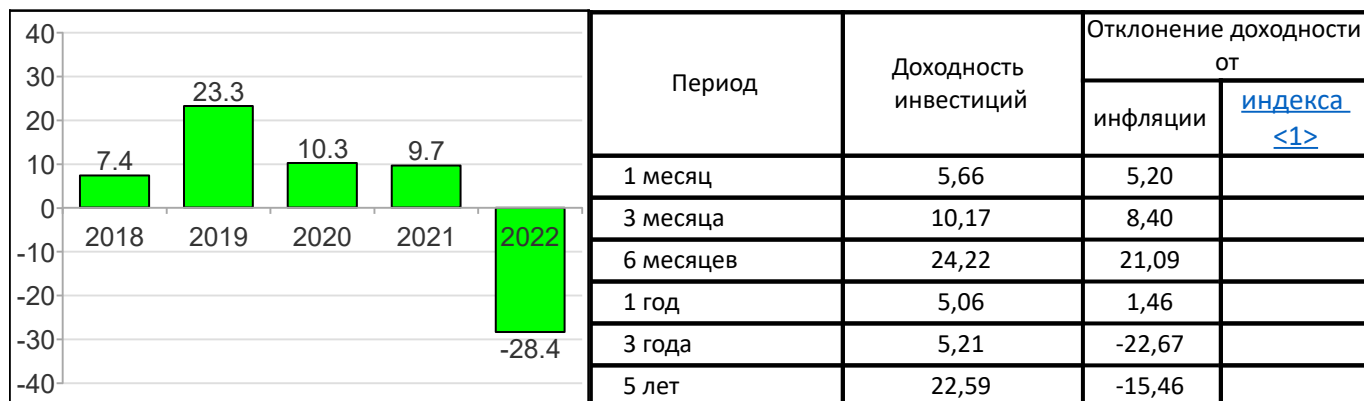 40
30
20
10
0
-10
-20
-30
-40
7.4
23.3
10.3
9.7
-28.4
2018 2019 2020 2021 2022
Период
Доходность
инвестиций
Отклонение доходности
от
инфляции
индекса
<1>
1 месяц 5,66 5,20
3 месяца 10,17 8,40
6 месяцев 24,22 21,09
1 год 5,06 1,46
3 года 5,21 -22,67
5 лет 22,59 -15,46